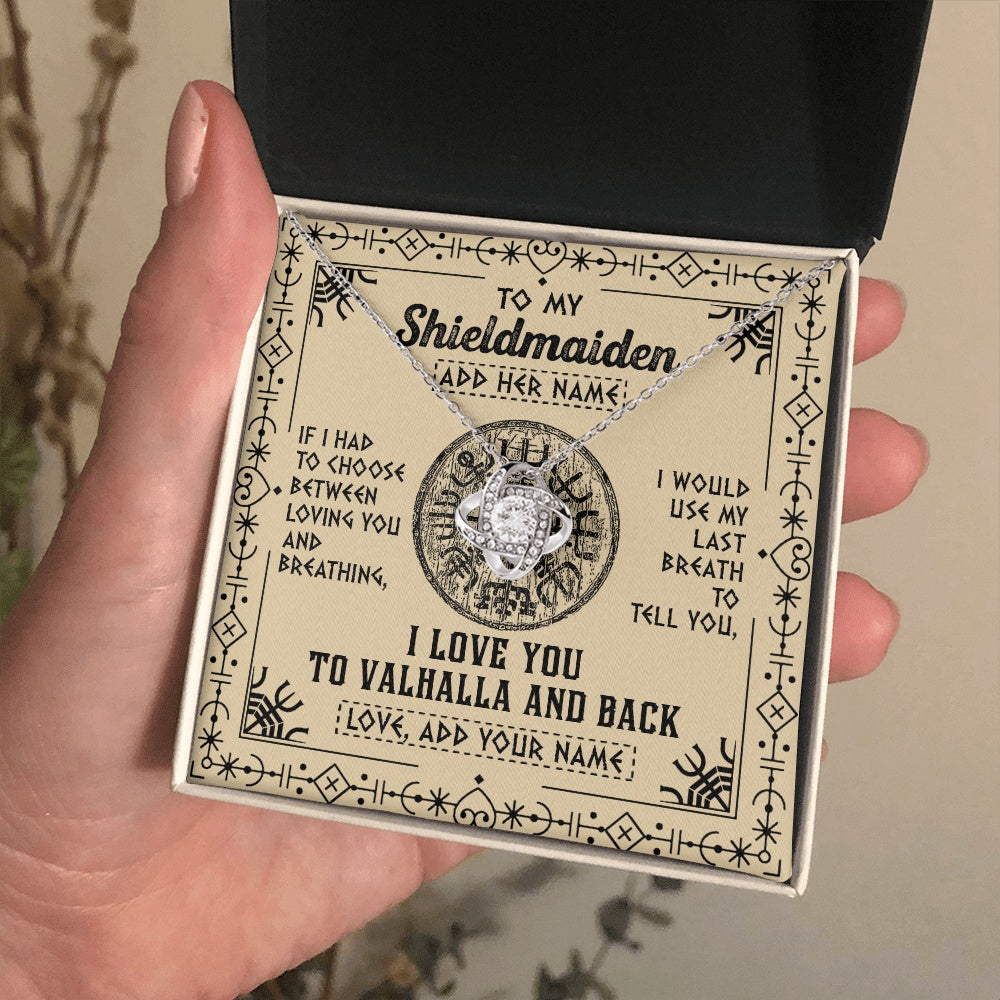 TO MY
Shieldmaiden
ADD HER NAME
IF I HAD
TO CHOOSE
BETWEEN
LOVING YOU
AND
BREATHING,
I WOULD
USE MY
LAST
BREATH
TO
TELL YOU,
I LOVE YOU
TO VALHALLA AND BACK
LOVE, ADD YOUR NAME